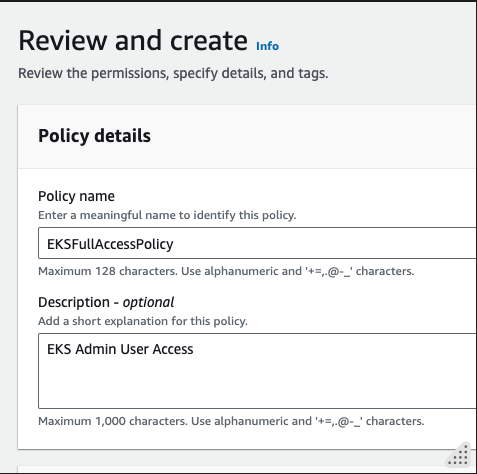 Review and create Info
Review the permissions, specify details, and tags.
Policy details
Policy name
Enter a meaningful name to identify this policy.
EKSFullAccessPolicy
Maximum 128 characters. Use alphanumeric and '+=,.@-_' characters.
Description - optional
Add a short explanation for this policy.
EKS Admin User Access
Maximum 1,000 characters. Use alphanumeric and '+=,.@-_' characters.